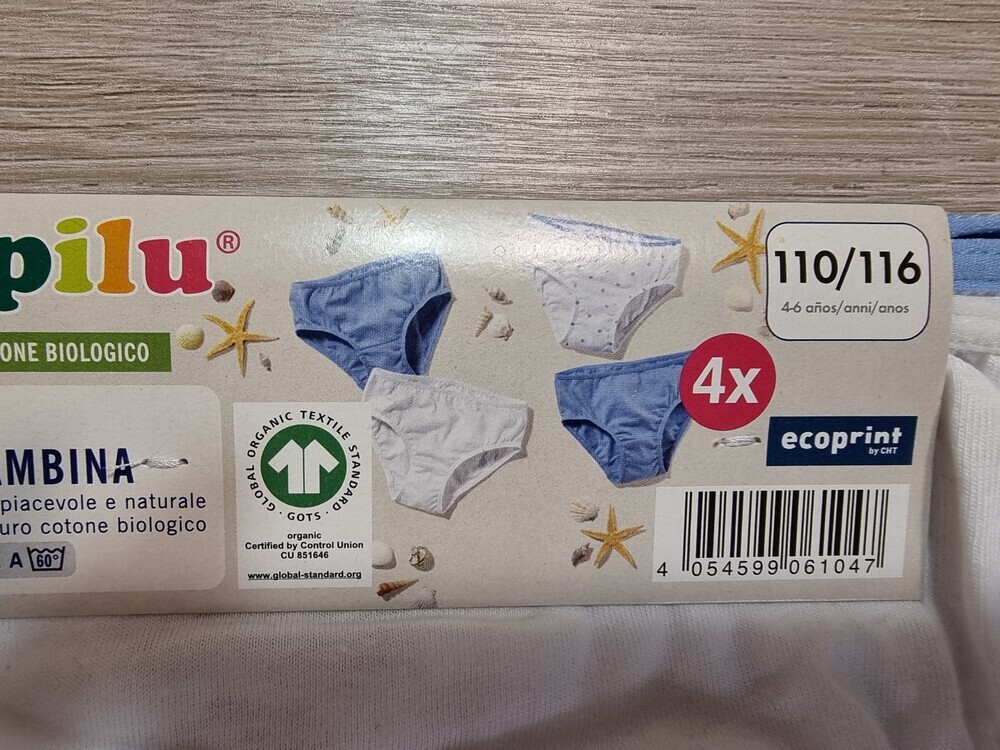 pilu®
ONE BIOLOGICO
MBINA
piacevole e naturale
uro cotone biologico
A 60°
GLOBAL ORGANIC TEXTILE STANDARD · GOTS ·
organic
Certified by Control Union
CU 851646
www.global-standard.org
110/116
4-6 años/anni/anos
4x
ecoprint
by CHT
4 054599 061047